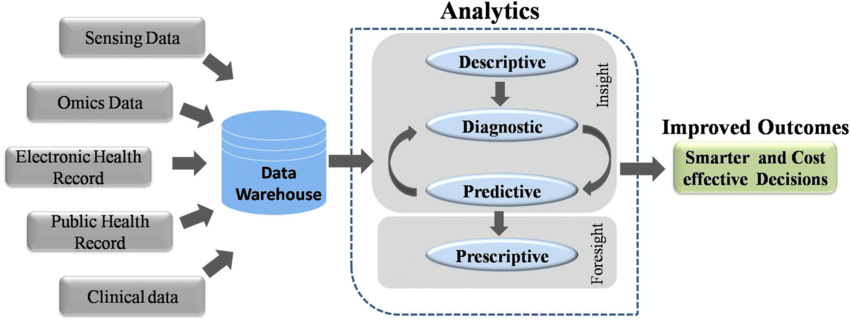 Analytics
Sensing Data
Omics Data
Electronic Health
Record
Public Health
Record
Clinical data
Data
Warehouse
Descriptive
Diagnostic
Predictive
Insight
Prescriptive
Foresight
Improved Outcomes
Smarter and Cost
effective Decisions